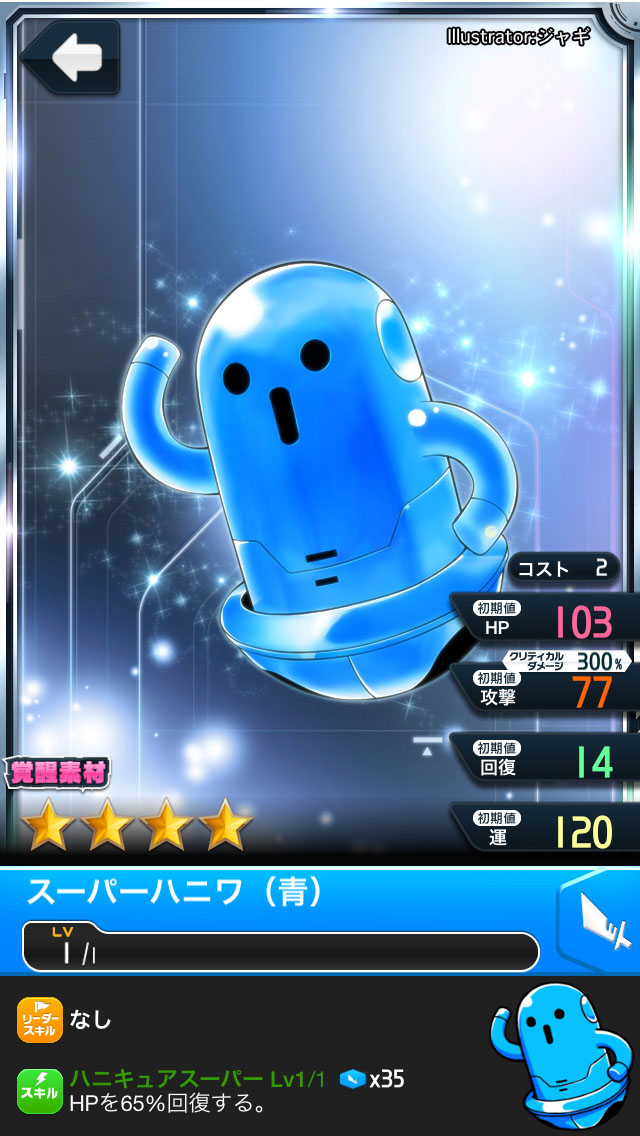 Illustrator:ジャギ
コスト 2
初期値
HP 103
クリティカル
ダメージ 300%
初期値
攻撃 77
初期値
回復 14
初期値
運 120
覚醒素材
スーパーハニワ（青）
LV
1/1
リーダー
スキル なし
スキル ハニキュアスーパー Lv1/1 x35
HPを65%回復する。